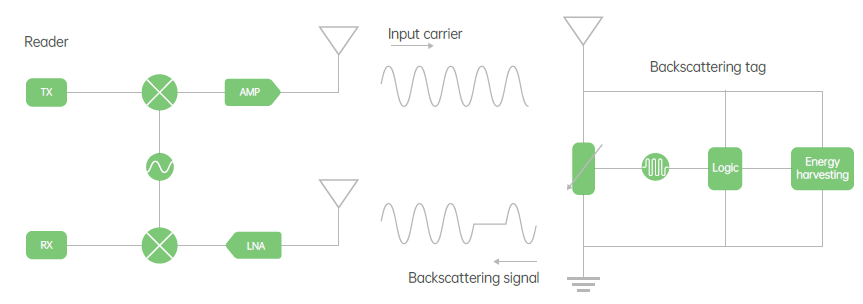 Reader
Input carrier
Backscattering tag
TX
AMP
Logic
Energy
harvesting
RX
LNA
Backscattering signal